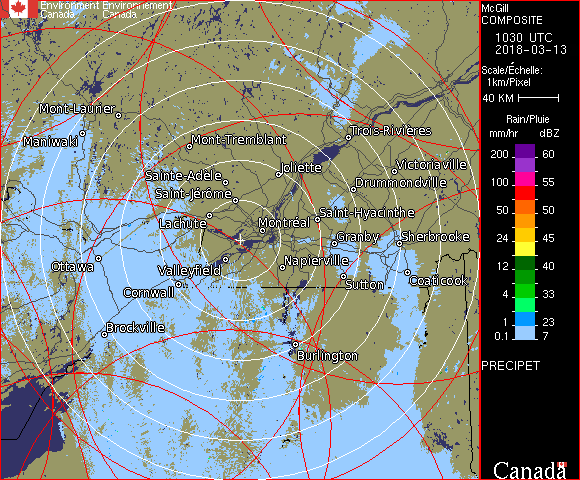 Environment Environnement
Canada Canada
McGill
COMPOSITE
1030 UTC
2018-03-13
Scale/Échelle:
1km/Pixel
40 KM
Rain/Pluie
mm/hr dBZ
200 60
100 55
50 50
24 45
12 40
4 33
1 23
0.1 7
PRECIPET
Canada
Mont-Laurier
Maniwaki
Mont-Tremblant
Trois-Rivières
Sainte-Adèle
Joliette
Victoriaville
Saint-Jérôme
Drummondville
Lachute
Montréal
Saint-Hyacinthe
Granby
Sherbrooke
Ottawa
Valleyfield
Napierville
Cornwall
Sutton
Coaticook
Brockville
Burlington